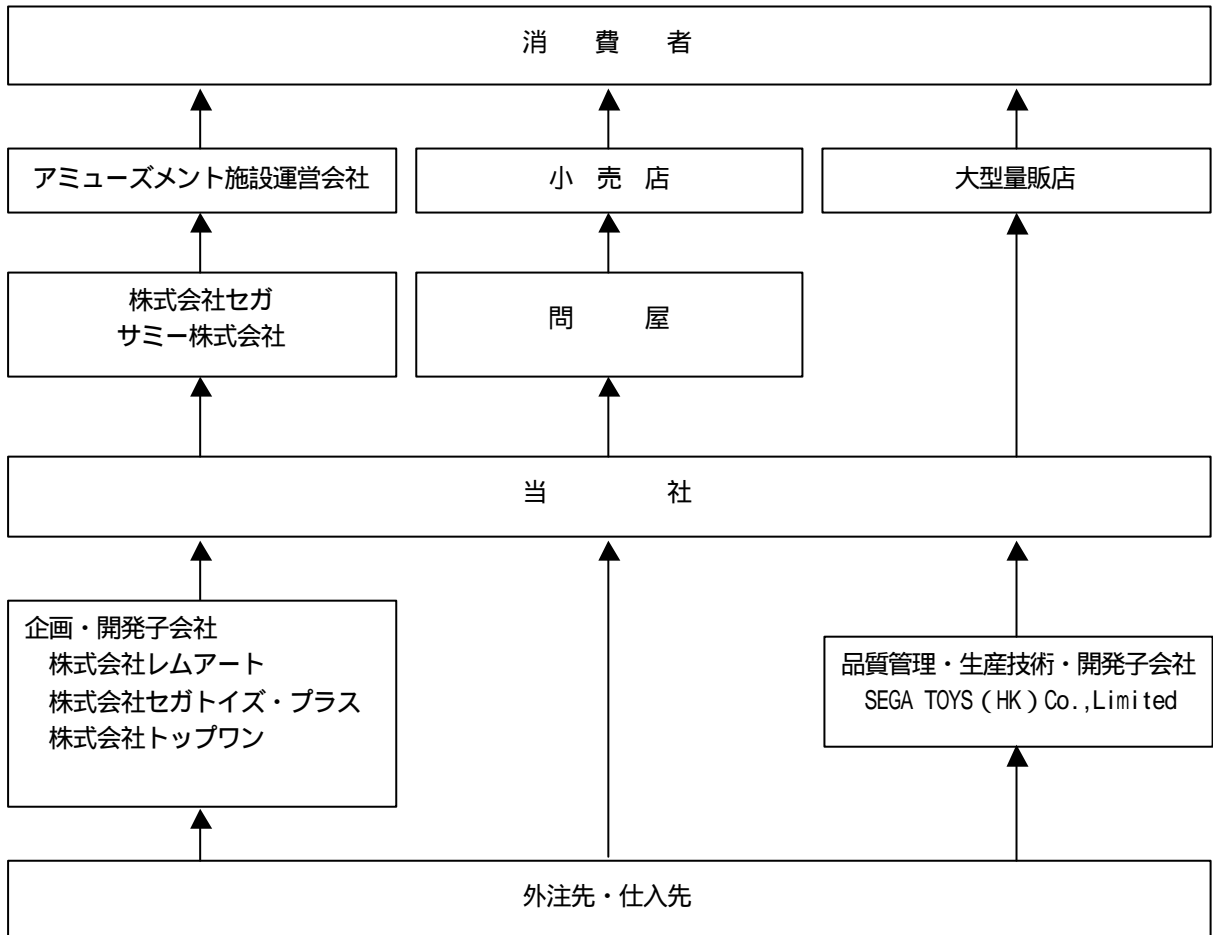 消　費　者
アミューズメント施設運営会社
小　売　店
大型量販店
株式会社セガ
サミー株式会社
問　屋
当　社
企画・開発子会社
株式会社レムアート
株式会社セガトイズ・プラス
株式会社トップワン
品質管理・生産技術・開発子会社
SEGA TOYS（HK）Co.,Limited
外注先・仕入先